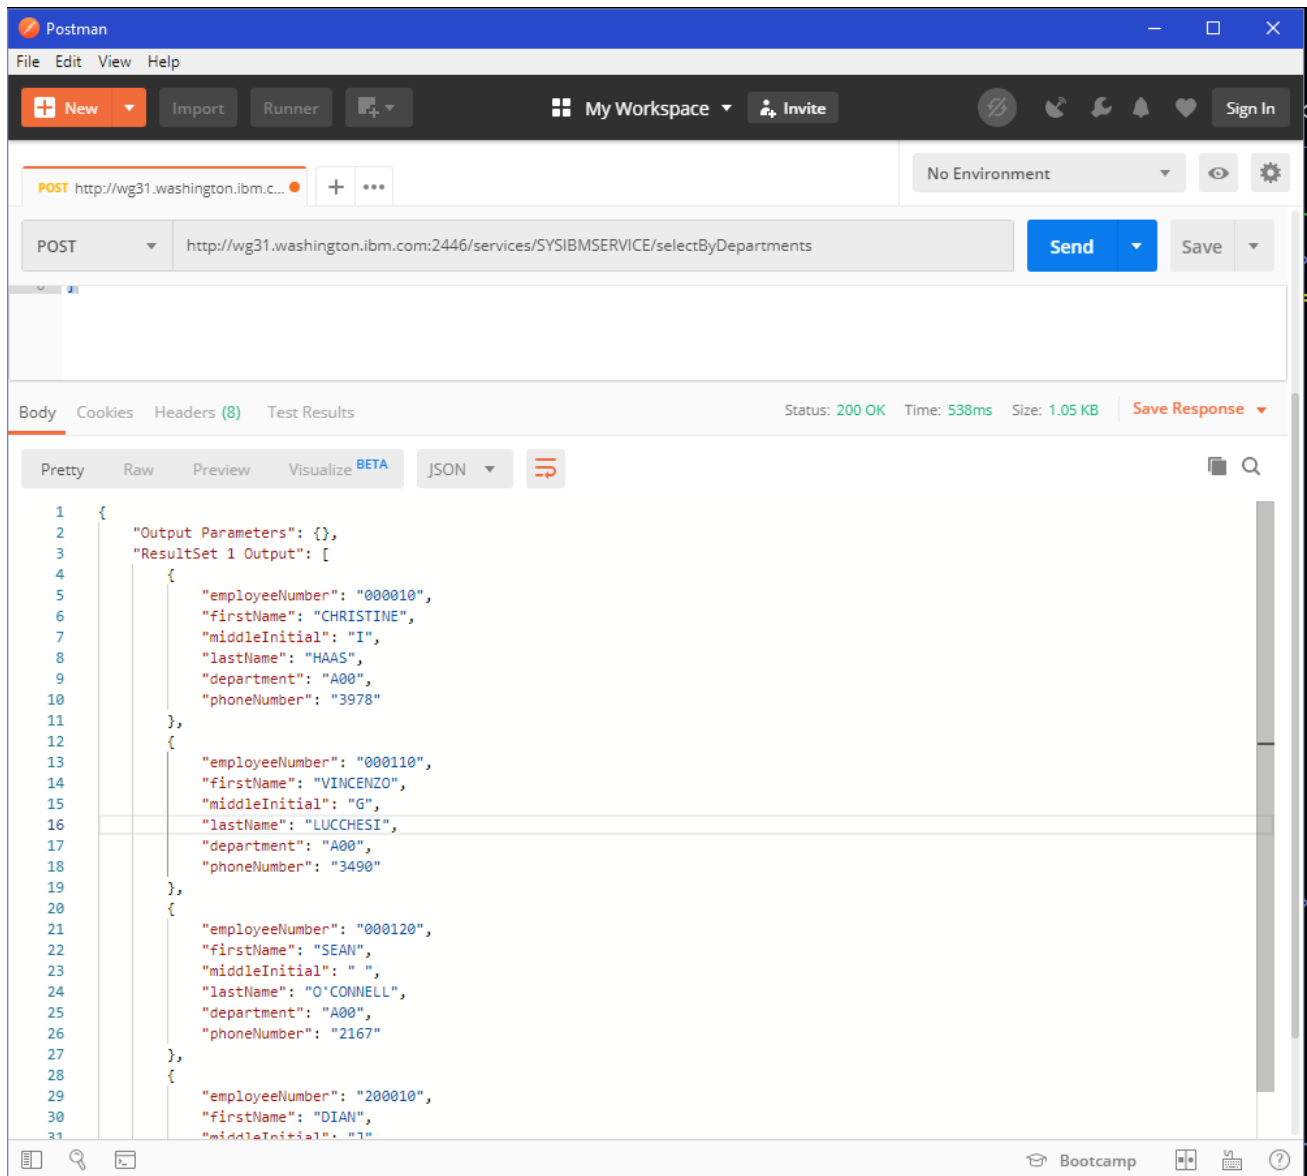 Postman
File Edit View Help
New Import Runner My Workspace Invite Sign In
POST http://wg31.washington.ibm.c... No Environment
POST http://wg31.washington.ibm.com:2446/services/SYSIBMSERVICE/selectByDepartments Send Save
Body Cookies Headers (8) Test Results Status: 200 OK Time: 538ms Size: 1.05 KB Save Response
Pretty Raw Preview Visualize BETA JSON
1 {
2 "Output Parameters": {},
3 "ResultSet 1 Output": [
4 {
5 "employeeNumber": "000010",
6 "firstName": "CHRISTINE",
7 "middleInitial": "I",
8 "lastName": "HAAS",
9 "department": "A00",
10 "phoneNumber": "3978"
11 },
12 {
13 "employeeNumber": "000110",
14 "firstName": "VINCENZO",
15 "middleInitial": "G",
16 "lastName": "LUCCHESI",
17 "department": "A00",
18 "phoneNumber": "3490"
19 },
20 {
21 "employeeNumber": "000120",
22 "firstName": "SEAN",
23 "middleInitial": " ",
24 "lastName": "O'CONNELL",
25 "department": "A00",
26 "phoneNumber": "2167"
27 },
28 {
29 "employeeNumber": "200010",
30 "firstName": "DIAN",
31 "middleInitial": "J"
Bootcamp